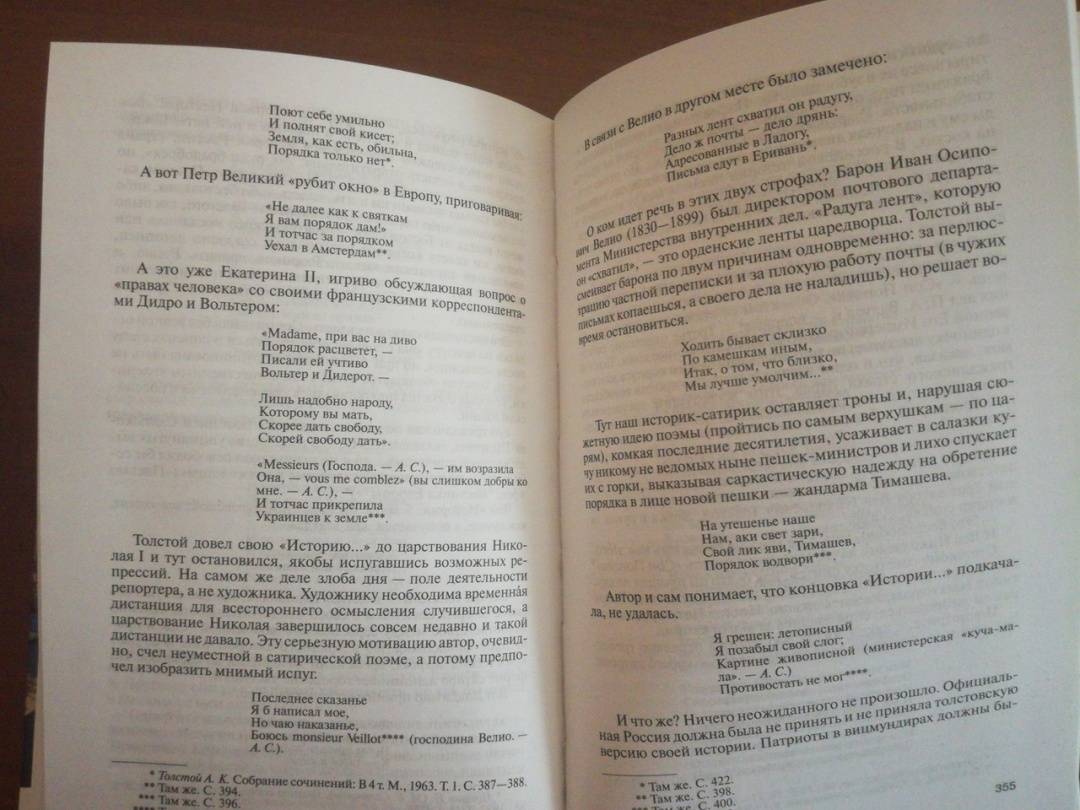 Поют себе умильно
И полнят свой кисет;
Земля, как есть, обильна,
Порядка только нет*.
А вот Петр Великий «рубит окно» в Европу, приговаривая:
«Не далее как к святкам
Я вам порядок дам!»
И тотчас за порядком
Уехал в Амстердам**.
А это уже Екатерина II, игриво обсуждающая вопрос о
«правах человека» со своими французскими корреспондента-
ми Дидро и Вольтером:
«Madame, при вас на диво
Порядок расцветет, —
Писали ей учтиво
Вольтер и Дидерот. —
Лишь надобно народу,
Которому вы мать,
Скорее дать свободу,
Скорей свободу дать».
«Messieurs (Господа. — А. С.), — им возразила
Она, — vous me comblez» (вы слишком добры ко
мне. — А. С.), —
И тотчас прикрепила
Украинцев к земле***.
Толстой довел свою «Историю...» до царствования Нико-
лая I и тут остановился, якобы испугавшись возможных ре-
прессий. На самом же деле злоба дня — поле деятельности
репортера, а не художника. Художнику необходима временна́я
дистанция для всестороннего осмысления случившегося, а
царствование Николая завершилось совсем недавно и такой
дистанции не давало. Эту серьезную мотивацию автор, очевид-
но, счел неуместной в сатирической поэме, а потому предпо-
чел изобразить мнимый испуг.
Последнее сказанье
Я б написал мое,
Но чаю наказанье,
Боюсь monsieur Veillot**** (господина Велио. —
А. С.).
* Толстой А. К. Собрание сочинений: В 4 т. М., 1963. Т. 1. С. 387—388.
** Там же. С. 394.
*** Там же. С. 396.
В связи с Велио в другом месте было замечено:
Разных лент схватил он радугу,
Дело ж почты — дело дрянь:
Адресованные в Ладогу,
Письма едут в Еривань*.
О ком идет речь в этих двух строфах? Барон Иван Осипо-
вич Велио (1830—1899) был директором почтового департа-
мента Министерства внутренних дел. «Радуга лент», которую
он «схватил», — это орденские ленты царедворца. Толстой вы-
смеивает барона по двум причинам одновременно: за перлюс-
трацию частной переписки и за плохую работу почты (в чужих
письмах копаешься, а своего дела не наладишь), но решает во-
время остановиться.
Ходить бывает склизко
По камешкам иным,
Итак, о том, что близко,
Мы лучше умолчим...**
Тут наш историк-сатирик оставляет троны и, нарушая сю-
жетную идею поэмы (пройтись по самым верхушкам — по ца-
рям), комкая последние десятилетия, усаживает в салазки ку-
чу никому не ведомых ныне пешек-министров и лихо спускает
их с горки, выказывая саркастическую надежду на обретение
порядка в лице новой пешки — жандарма Тимашева.
На утешенье наше
Нам, аки свет зари,
Свой лик яви, Тимашев,
Порядок водвори***.
Автор и сам понимает, что концовка «Истории...» подкача-
ла, не удалась.
Я грешен: летописный
Я позабыл свой слог;
Картине живописной (министерская «куча-ма-
ла». — А. С.)
Противостать не мог****.
И что же? Ничего неожиданного не произошло. Официаль-
ная Россия должна была не принять и не приняла толстовскую
версию своей истории. Патриоты в вицмундирах должны бы-
* Там же. С. 422.
** Там же. С. 398.
*** Там же. С. 400.
355